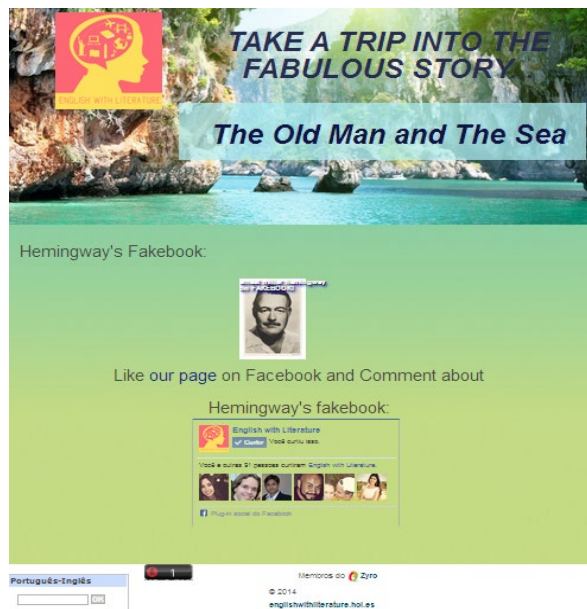 TAKE A TRIP INTO THE
FABULOUS STORY . .
ENGLISH WITH LITERATURE
The Old Man and The Sea
Hemingway's Fakebook:
Like our page on Facebook and Comment about
Hemingway's fakebook:
English with Literature
Curtir Você curtiu isso.
Você e outras 91 pessoas curtiram English with Literature.
Plug-in social do Facebook
1
Membros do Zyro
Português-Inglês
OK
© 2014
englishwithliterature.hol.es